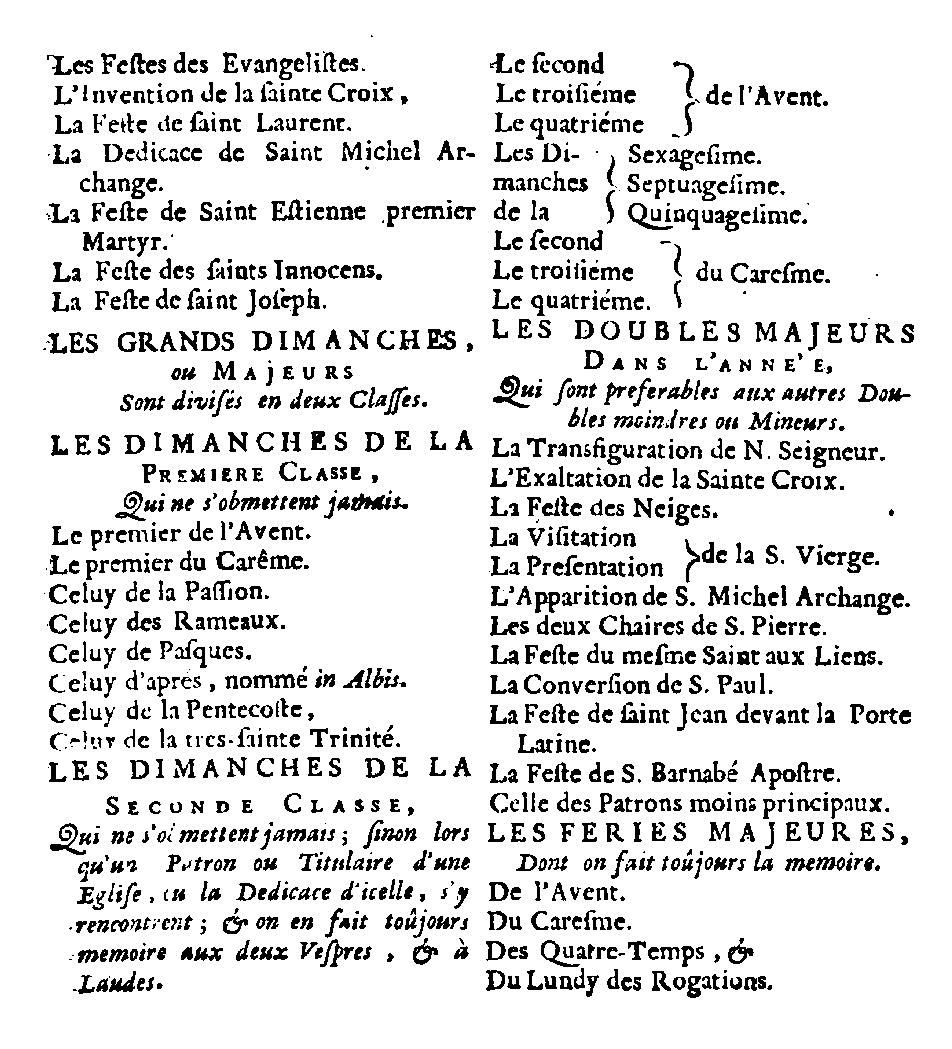 Les Feſtes des Evangeliſtes.
L'Invention de la ſainte Croix,
La Feſte de ſaint Laurent.
La Dedicace de Saint Michel Ar-
change.
La Feſte de Saint Eſtienne premier
Martyr.
La Feſte des ſaints Innocens.
La Feſte de ſaint Joſeph.
LES GRANDS DIMANCHES,
ou MAJEURS
Sont diviſés en deux Claſſes.
LES DIMANCHES DE LA
PREMIERE CLASSE,
Qui ne s'obmettent jamais.
Le premier de l'Avent.
Le premier du Carême.
Celuy de la Paſſion.
Celuy des Rameaux.
Celuy de Paſques.
Celuy d'aprés, nommé in Albis.
Celuy de la Pentecoſte,
Celuy de la tres-ſainte Trinité.
LES DIMANCHES DE LA
SECONDE CLASSE,
Qui ne s'obmettent jamais; ſinon lors
qu'un Patron ou Titulaire d'une
Egliſe, ou la Dedicace d'icelle, s'y
rencontrent; & on en fait toûjours
memoire aux deux Veſpres, & à
Laudes.
Le ſecond
Le troiſiéme } de l'Avent.
Le quatriéme
Les Di- Sexageſime.
manches { Septuageſime.
de la Quinquageſime.
Le ſecond
Le troiſiéme { du Careſme.
Le quatriéme.
LES DOUBLES MAJEURS
DANS L'ANNE'E,
Qui ſont preferables aux autres Dou-
bles moindres ou Mineurs.
La Transfiguration de N. Seigneur.
L'Exaltation de la Sainte Croix.
La Feſte des Neiges.
La Viſitation
La Preſentation } de la S. Vierge.
L'Apparition de S. Michel Archange.
Les deux Chaires de S. Pierre.
La Feſte du meſme Saint aux Liens.
La Converſion de S. Paul.
La Feſte de ſaint Jean devant la Porte
Latine.
La Feſte de S. Barnabé Apoſtre.
Celle des Patrons moins principaux.
LES FERIES MAJEURES,
Dont on fait toûjours la memoire.
De l'Avent.
Du Careſme.
Des Quatre-Temps, &
Du Lundy des Rogations.